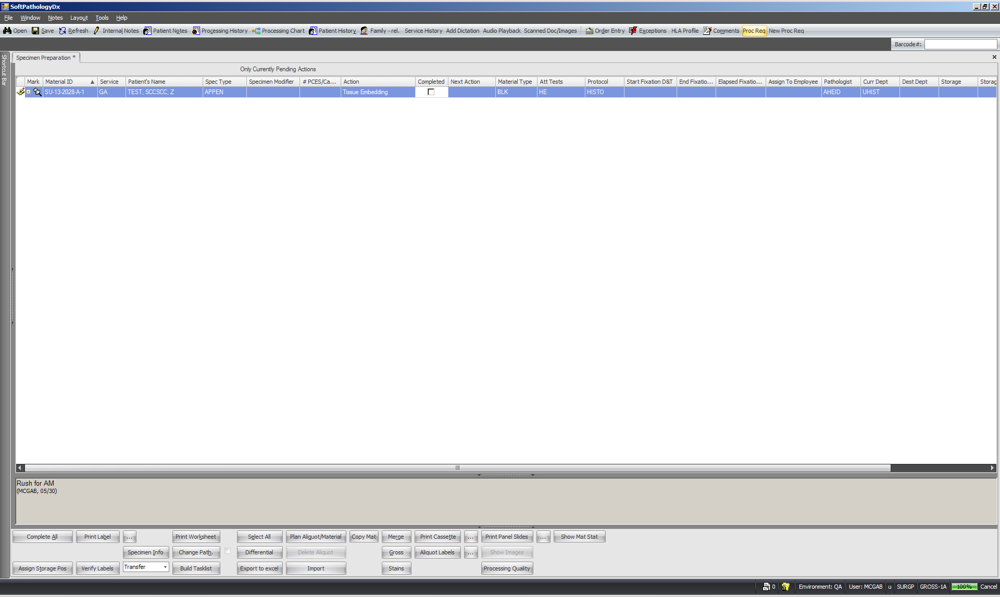 SoftPathologyDx
File Window Notes Layout Tools Help
Open Save Refresh Internal Notes Patient Notes Processing History Processing Chart Patient History Family - rel. Service History Add Dictation Audio Playback Scanned Doc/Images Order Entry Exceptions HLA Profile Comments Proc Req New Proc Req
Barcode#:
Shortcut Bar
Specimen Preparation *
Only Currently Pending Actions
Mark Material ID Service Patient's Name Spec Type Specimen Modifier # PCES/Ca... Action Completed Next Action Material Type Att Tests Protocol Start Fixation D&T End Fixatio... Elapsed Fixatio... Assign To Employee Pathologist Curr Dept Dest Dept Storage Storag
SU-13-2028-A-1 GA TEST, SCCSCC, Z APPEN Tissue Embedding BLK HE HISTO AHEID UHIST
Rush for AM
(MCGAB, 05/30)
Complete All Print Label ... Print Worksheet Select All Plan Aliquot/Material Copy Mat Merge Print Cassette ... Print Panel Slides ... Show Mat Stat
Specimen Info Change Path. Differential Delete Aliquot Gross Aliquot Labels ... Show Images
Assign Storage Pos Verify Labels Transfer Build Tasklist Export to excel Import Stains Processing Quality
0 Environment: QA User: MCGAB u SURGP GROSS-1A 100% Cancel